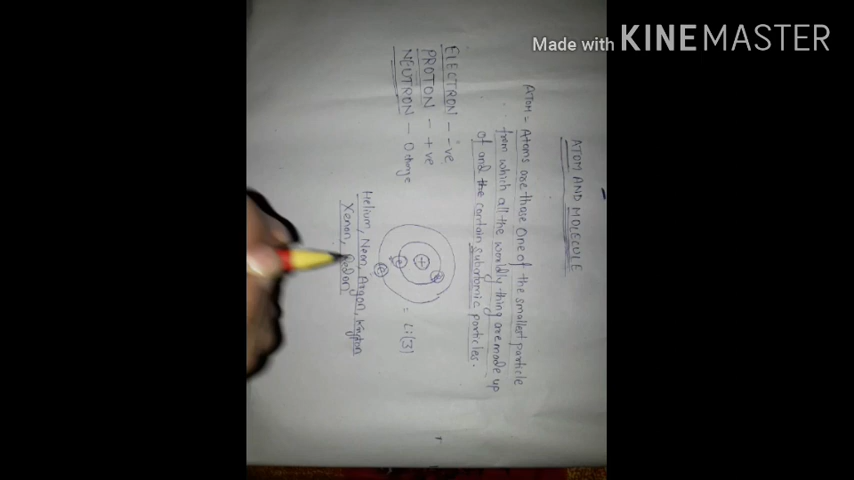 Made with KINEMASTER
ATOM AND MOLECULE
ATOM = Atoms are those One of the smallest particle
from which all the worldly thing are made up
of and the contain subatomic particles.
ELECTRON - -ve
PROTON - +ve
NEUTRON - 0 charge
+
= Li(3)
Helium, Neon, Argon, Krypton
Xenon, Radon